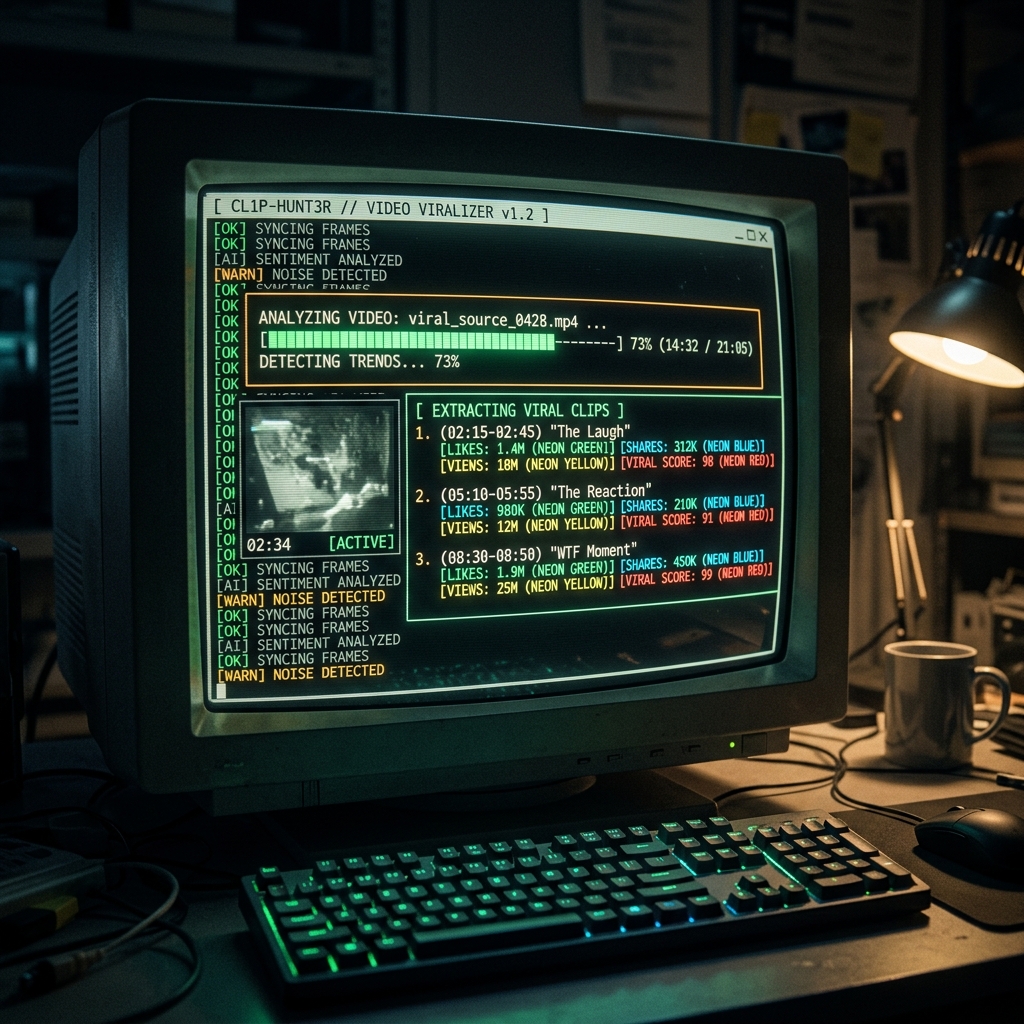 [ CL1P-HUNT3R // VIDEO VIRALIZER v1.2 ]
[OK] SYNCING FRAMES
[OK] SYNCING FRANES
[AI] SENTIMENT ANALYZED
[WARN] NOISE DETECTED
[OK
ANALYZING VIDEO: viral_source_0428.mp4 ...
[--------] 73% (14:32 / 21:05)
DETECTING TRENDS... 73%
[ EXTRACTING VIRAL CLIPS ]
1. (02:15-02:45) "The Laugh"
[LIKES: 1.4M (NEON GREEN)] [SHARES: 312K (NEON BLUE)]
[VIEWS: 18M (NEON YELLOW)] [VIRAL SCORE: 98 (NEON RED)]
2. (05:10-05:55) "The Reaction"
[LIKES: 980K (NEON GREEN)] [SHARES: 210K (NEON BLUE)]
[VIEWS: 12M (NEON YELLOW)] [VIRAL SCORE: 91 (NEOM RED)]
3. (08:30-08:50) "WTF Moment"
[LIKES: 1.9M (NEON GREEN)] [SHARES: 450K (NEON BLUE)]
[VIEWS: 25M (NEON YELLOW)] [VIRAL SCORE: 99 (NEON RED)]
02:34 [ACTIVE]
[OK] SYNCING FRAMES
[AI] SENTIMENT ANALYZED
[WARN] NOISE DETECTED
[OK] SYNCING FRAMES
[OK] SYNCING FRAMES
[AI] SENTIMENT ANALYZED
[OK] SYNCING FRAMES
[WARN] NOISE DETECTED